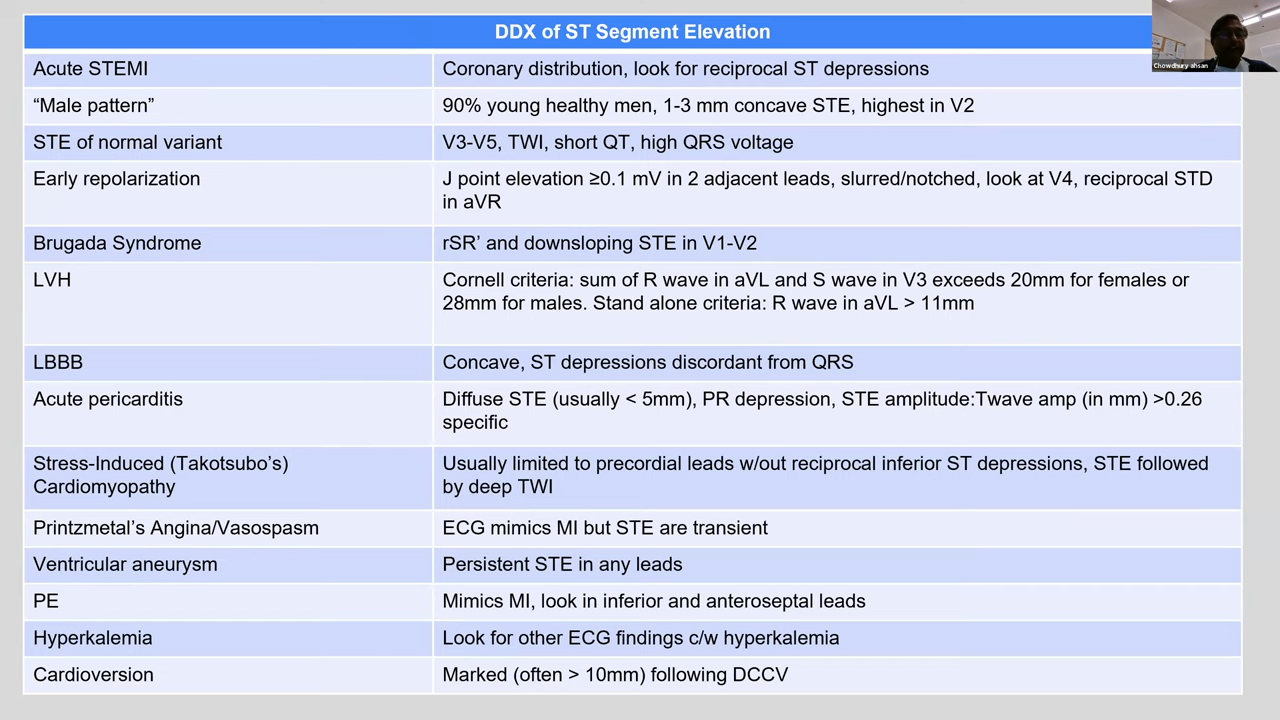 DDX of ST Segment Elevation
Chowdhury ahsan
Acute STEMI
Coronary distribution, look for reciprocal ST depressions
“Male pattern”
90% young healthy men, 1-3 mm concave STE, highest in V2
STE of normal variant
V3-V5, TWI, short QT, high QRS voltage
Early repolarization
J point elevation ≥0.1 mV in 2 adjacent leads, slurred/notched, look at V4, reciprocal STD
in aVR
Brugada Syndrome
rSR’ and downsloping STE in V1-V2
LVH
Cornell criteria: sum of R wave in aVL and S wave in V3 exceeds 20mm for females or
28mm for males. Stand alone criteria: R wave in aVL > 11mm
LBBB
Concave, ST depressions discordant from QRS
Acute pericarditis
Diffuse STE (usually < 5mm), PR depression, STE amplitude:Twave amp (in mm) >0.26
specific
Stress-Induced (Takotsubo’s)
Cardiomyopathy
Usually limited to precordial leads w/out reciprocal inferior ST depressions, STE followed
by deep TWI
Printzmetal’s Angina/Vasospasm
ECG mimics MI but STE are transient
Ventricular aneurysm
Persistent STE in any leads
PE
Mimics MI, look in inferior and anteroseptal leads
Hyperkalemia
Look for other ECG findings c/w hyperkalemia
Cardioversion
Marked (often > 10mm) following DCCV